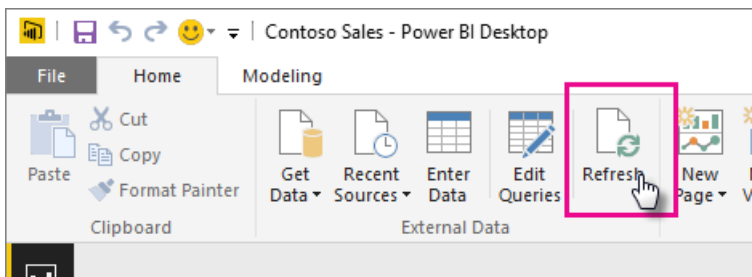 Contoso Sales - Power BI Desktop
File Home Modeling
Paste
Cut
Copy
Format Painter
Clipboard
Get Data
Recent Sources
Enter Data
Edit Queries
Refresh
External Data
New Page